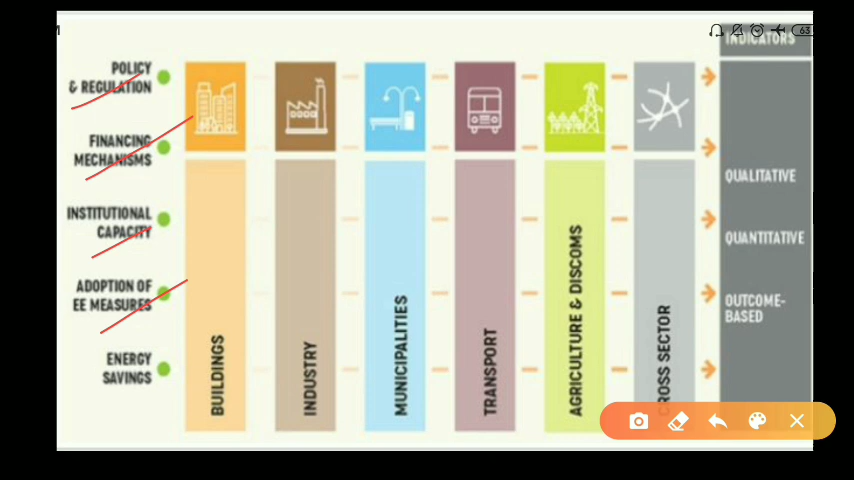 M
63
INDICATORS
POLICY
& REGULATION
FINANCING
MECHANISMS
INSTITUTIONAL
CAPACITY
ADOPTION OF
EE MEASURES
ENERGY
SAVINGS
BUILDINGS
INDUSTRY
MUNICIPALITIES
TRANSPORT
AGRICULTURE & DISCOMS
CROSS SECTOR
QUALITATIVE
QUANTITATIVE
OUTCOME-
BASED